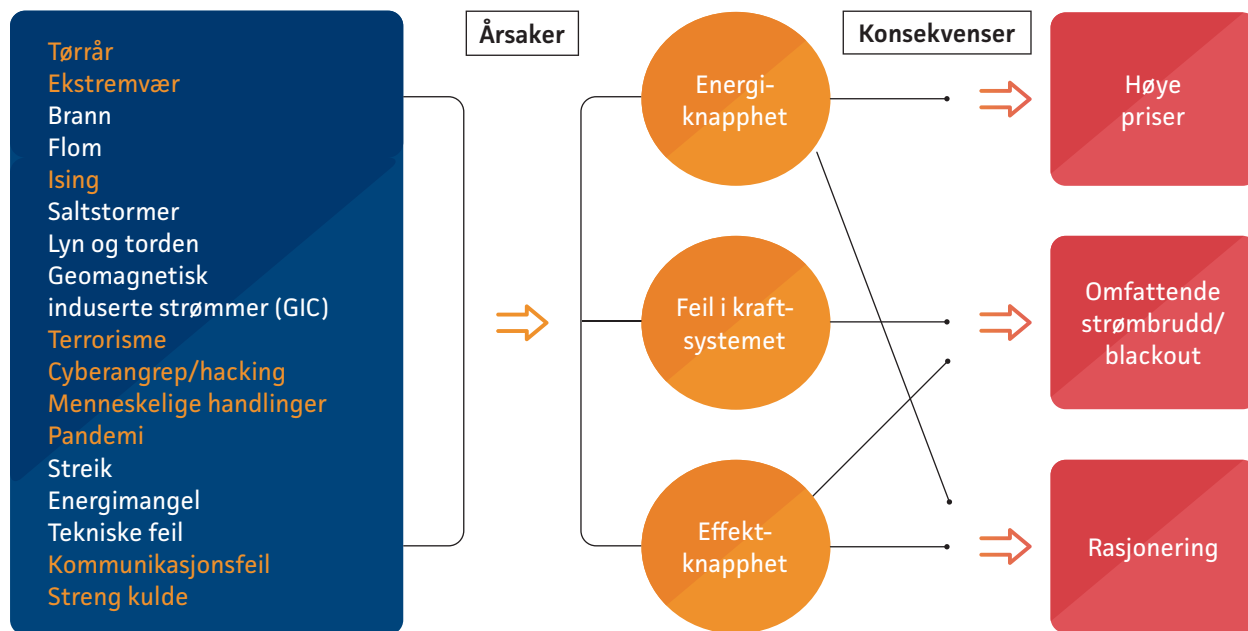 Tørrår
Ekstremvær
Brann
Flom
Ising
Saltstormer
Lyn og torden
Geomagnetisk
induserte strømmer (GIC)
Terrorisme
Cyberangrep/hacking
Menneskelige handlinger
Pandemi
Streik
Energimangel
Tekniske feil
Kommunikasjonsfeil
Streng kulde
Årsaker
Energi-
knapphet
Feil i kraft-
systemet
Effekt-
knapphet
Konsekvenser
Høye
priser
Omfattende
strømbrudd/
blackout
Rasjonering